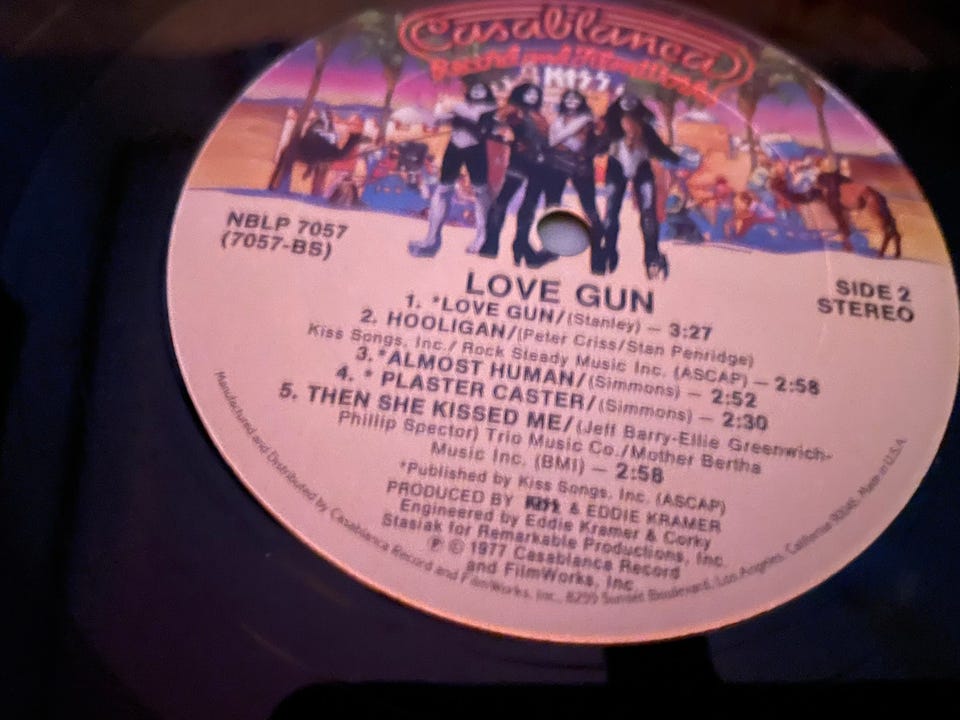 Casablanca
Record and FilmWorks
KISS
NBLP 7057
(7057-BS)
SIDE 2
STEREO
LOVE GUN
1. *LOVE GUN/(Stanley) — 3:27
2. HOOLIGAN/(Peter Criss/Stan Penridge)
Kiss Songs, Inc./ Rock Steady Music Inc. (ASCAP) — 2:58
3.*ALMOST HUMAN/(Simmons) — 2:52
4. * PLASTER CASTER/(Simmons) — 2:30
5. THEN SHE KISSED ME/(Jeff Barry-Ellie Greenwich-
Phillip Spector) Trio Music Co./Mother Bertha
Music Inc. (BMI) — 2:58
*Published by Kiss Songs, Inc. (ASCAP)
PRODUCED BY KISS & EDDIE KRAMER
Engineered by Eddie Kramer & Corky
Stasiak for Remarkable Productions, Inc.
℗ © 1977 Casablanca Record
and FilmWorks, Inc.
Manufactured and Distributed by Casablanca Record and FilmWorks, Inc., 8255 Sunset Boulevard, Los Angeles, California 90046. Made in U.S.A.